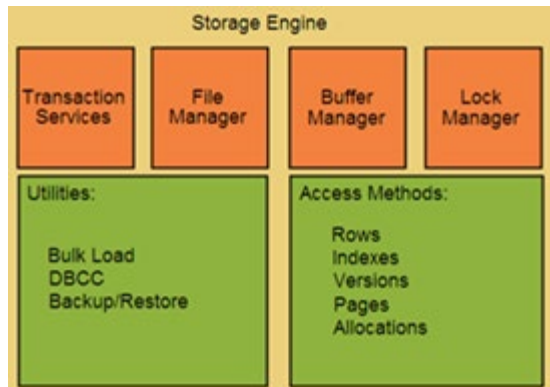 Storage Engine
Transaction
Services
File
Manager
Buffer
Manager
Lock
Manager
Utilities:
Bulk Load
DBCC
Backup/Restore
Access Methods:
Rows
Indexes
Versions
Pages
Allocations